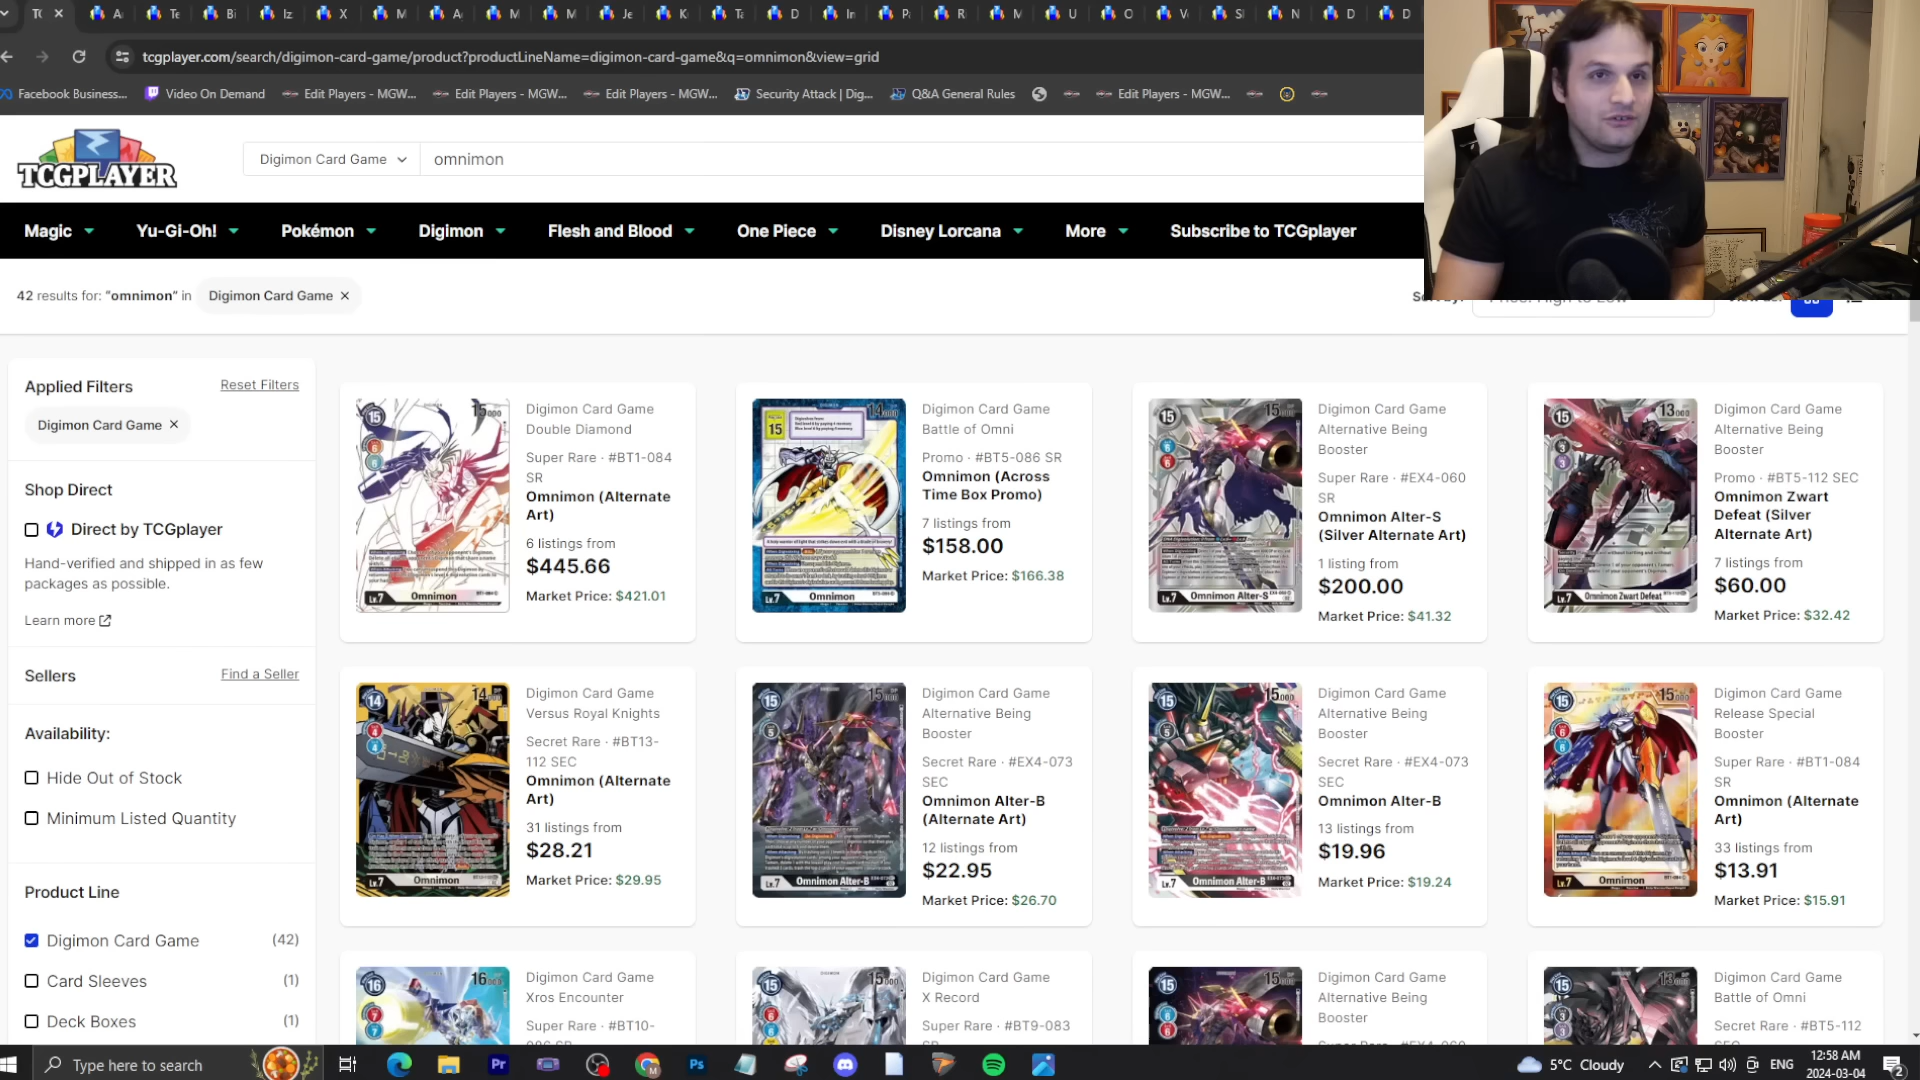 tcgplayer.com/search/digimon-card-game/product?productLineName=digimon-card-game&q=omnimon&view=grid
Facebook Business... Video On Demand Edit Players - MGW... Edit Players - MGW... Edit Players - MGW... Security Attack | Dig... Q&A General Rules Edit Players - MGW...
TCGPLAYER
Digimon Card Game omnimon
Magic Yu-Gi-Oh! Pokémon Digimon Flesh and Blood One Piece Disney Lorcana More Subscribe to TCGplayer
42 results for: “omnimon” in Digimon Card Game
Applied Filters Reset Filters
Digimon Card Game
Shop Direct
Direct by TCGplayer
Hand-verified and shipped in as few
packages as possible.
Learn more
Sellers Find a Seller
Availability:
Hide Out of Stock
Minimum Listed Quantity
Product Line
Digimon Card Game (42)
Card Sleeves (1)
Deck Boxes (1)
Digimon Card Game
Double Diamond
Super Rare · #BT1-084
SR
Omnimon (Alternate
Art)
6 listings from
$445.66
Market Price: $421.01
Digimon Card Game
Battle of Omni
Promo · #BT5-086 SR
Omnimon (Across
Time Box Promo)
7 listings from
$158.00
Market Price: $166.38
Digimon Card Game
Alternative Being
Booster
Super Rare · #EX4-060
SR
Omnimon Alter-S
(Silver Alternate Art)
1 listing from
$200.00
Market Price: $41.32
Digimon Card Game
Alternative Being
Booster
Promo · #BT5-112 SEC
Omnimon Zwart
Defeat (Silver
Alternate Art)
7 listings from
$60.00
Market Price: $32.42
Digimon Card Game
Versus Royal Knights
Secret Rare · #BT13-
112 SEC
Omnimon (Alternate
Art)
31 listings from
$28.21
Market Price: $29.95
Digimon Card Game
Alternative Being
Booster
Secret Rare · #EX4-073
SEC
Omnimon Alter-B
(Alternate Art)
12 listings from
$22.95
Market Price: $26.70
Digimon Card Game
Alternative Being
Booster
Secret Rare · #EX4-073
SEC
Omnimon Alter-B
13 listings from
$19.96
Market Price: $19.24
Digimon Card Game
Release Special
Booster
Super Rare · #BT1-084
SR
Omnimon (Alternate
Art)
33 listings from
$13.91
Market Price: $15.91
Digimon Card Game
Xros Encounter
Super Rare · #BT10-
Digimon Card Game
X Record
Super Rare · #BT9-083
Digimon Card Game
Alternative Being
Booster
Digimon Card Game
Battle of Omni
Secret Rare · #BT5-112
Type here to search 5°C Cloudy ENG 12:58 AM
2024-03-04